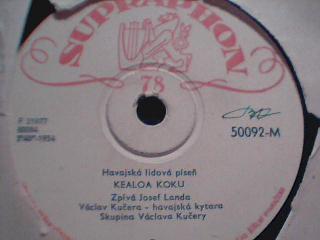 SUPRAPHON
78
50092-M
Havajská lidová píseň
KEALOA KOKU
Zpívá Josef Landa
Václav Kučera - havajská kytara
Skupina Václava Kučery